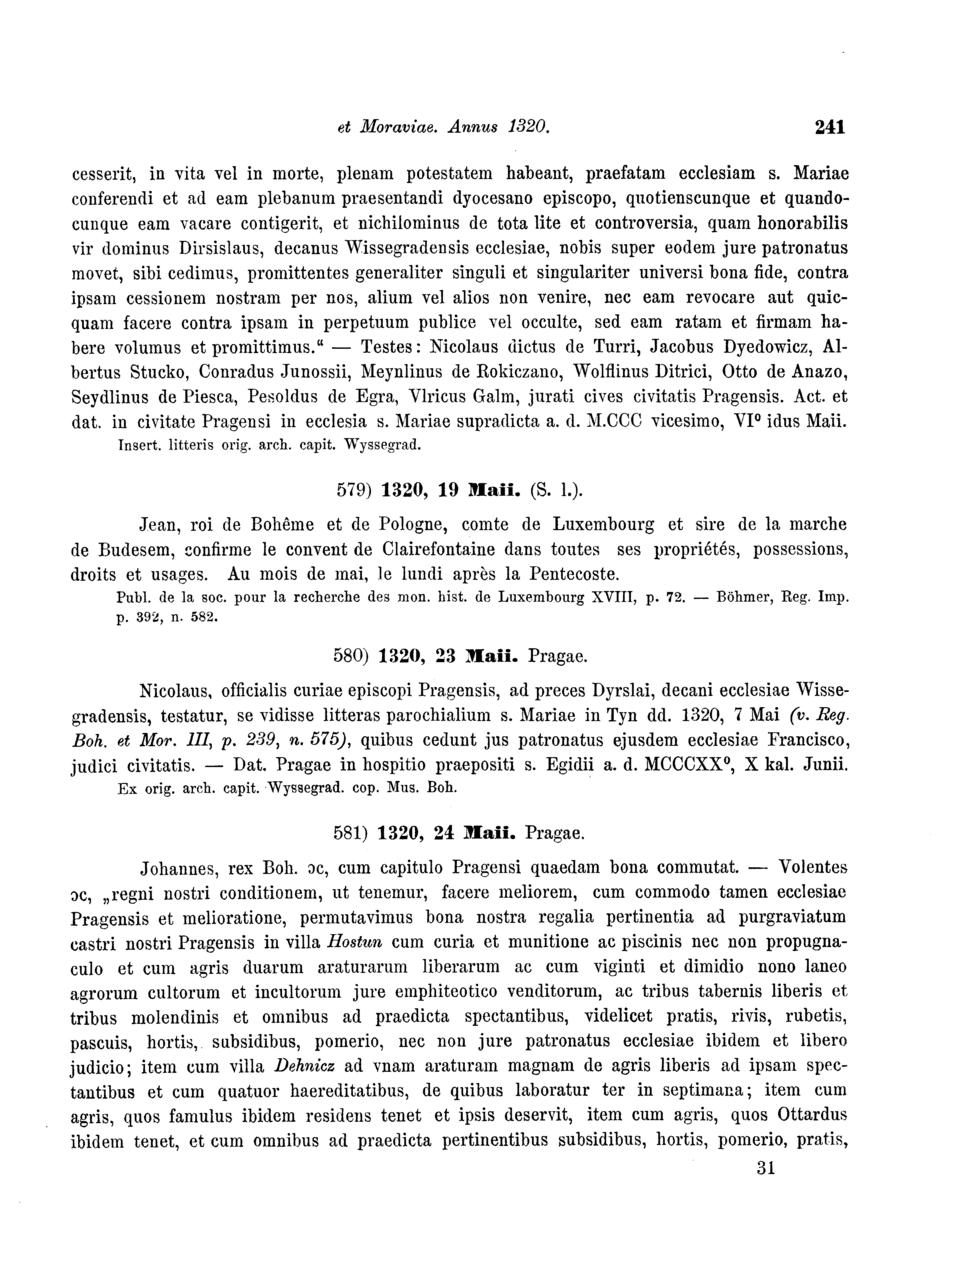 et Moraviae. Annus 1320. 241
cesserit, in vita vel in morte, plenam potestatem habeant, praefatam ecclesiam s. Mariae
conferendi et ad eam plebanum praesentandi dyocesano episcopo, quotienscunque et quando-
cunque eam vacare contigerit, et nichilominus de tota lite et controversia, quam honorabilis
vir dominus Dirsislaus, decanus Wissegradensis ecclesiae, nobis super eodem jure patronatus
movet, sibi cedimus, promittentes generaliter singuli et singulariter universi bona fide, contra
ipsam cessionem nostram per nos, alium vel alios non venire, nec eam revocare aut quic-
quam facere contra ipsam in perpetuum publice vel occulte, sed eam ratam et firmam ha-
bere volumus et promittimus.“ — Testes: Nicolaus dictus de Turri, Jacobus Dyedowicz, Al-
bertus Stucko, Conradus Junossii, Meynlinus de Rokiczano, Wolflinus Ditrici, Otto de Anazo,
Seydlinus de Piesca, Pesoldus de Egra, Vlricus Galm, jurati cives civitatis Pragensis. Act. et
dat. in civitate Pragensi in ecclesia s. Mariae supradicta a. d. M.CCC vicesimo, VI⁰ idus Maii.
Insert. litteris orig. arch. capit. Wyssegrad.
579) 1320, 19 Maii. (S. l.).
Jean, roi de Bohême et de Pologne, comte de Luxembourg et sire de la marche
de Budesem, confirme le convent de Clairefontaine dans toutes ses propriétés, possessions,
droits et usages. Au mois de mai, le lundi après la Pentecoste.
Publ. de la soc. pour la recherche des mon. hist. de Luxembourg XVIII, p. 72. — Böhmer, Reg. Imp.
p. 392, n. 582.
580) 1320, 23 Maii. Pragae.
Nicolaus, officialis curiae episcopi Pragensis, ad preces Dyrslai, decani ecclesiae Wisse-
gradensis, testatur, se vidisse litteras parochialium s. Mariae in Tyn dd. 1320, 7 Mai (v. Reg.
Boh. et Mor. III, p. 239, n. 575), quibus cedunt jus patronatus ejusdem ecclesiae Francisco,
judici civitatis. — Dat. Pragae in hospitio praepositi s. Egidii a. d. MCCCXX⁰, X kal. Junii.
Ex orig. arch. capit. Wyssegrad. cop. Mus. Boh.
581) 1320, 24 Maii. Pragae.
Johannes, rex Boh. ɔc, cum capitulo Pragensi quaedam bona commutat. — Volentes
ɔc, „regni nostri conditionem, ut tenemur, facere meliorem, cum commodo tamen ecclesiae
Pragensis et melioratione, permutavimus bona nostra regalia pertinentia ad purgraviatum
castri nostri Pragensis in villa Hostun cum curia et munitione ac piscinis nec non propugna-
culo et cum agris duarum araturarum liberarum ac cum viginti et dimidio nono laneo
agrorum cultorum et incultorum jure emphiteotico venditorum, ac tribus tabernis liberis et
tribus molendinis et omnibus ad praedicta spectantibus, videlicet pratis, rivis, rubetis,
pascuis, hortis, subsidibus, pomerio, nec non jure patronatus ecclesiae ibidem et libero
judicio; item cum villa Dehnicz ad vnam araturam magnam de agris liberis ad ipsam spec-
tantibus et cum quatuor haereditatibus, de quibus laboratur ter in septimana; item cum
agris, quos famulus ibidem residens tenet et ipsis deservit, item cum agris, quos Ottardus
ibidem tenet, et cum omnibus ad praedicta pertinentibus subsidibus, hortis, pomerio, pratis,
31